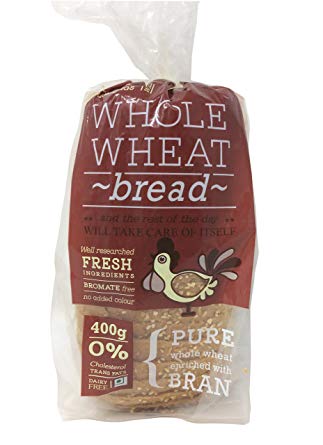 WHOLE
WHEAT
~bread~
and the rest of the day
WILL TAKE CARE OF ITSELF
Well researched
FRESH
INGREDIENTS
BROMATE free
no added colour
400g
0%
Cholesterol
TRANS FATS
DAIRY
FREE
PURE
whole wheat
enriched with
BRAN